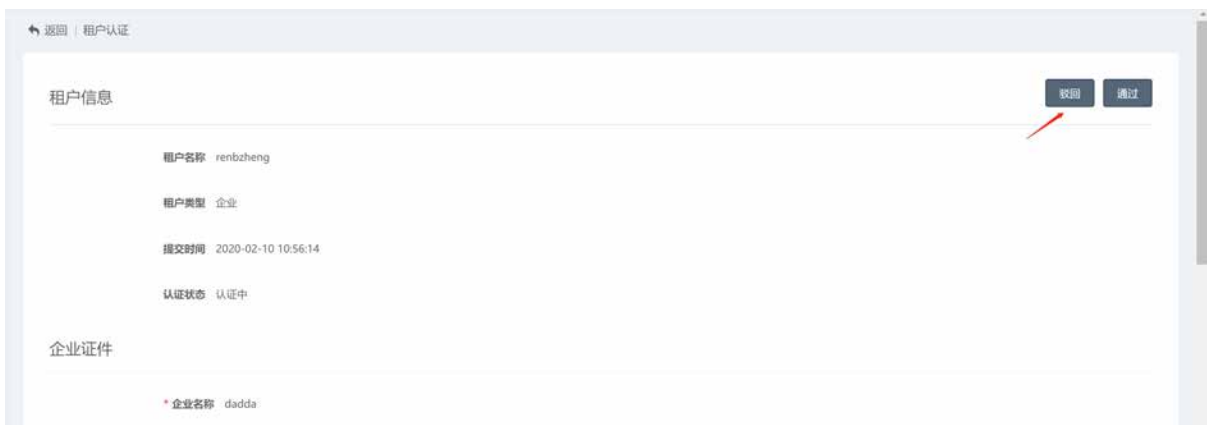 返回 | 租户认证
租户信息
驳回 通过
租户名称 renbzheng
租户类型 企业
提交时间 2020-02-10 10:56:14
认证状态 认证中
企业证件
* 企业名称 dadda